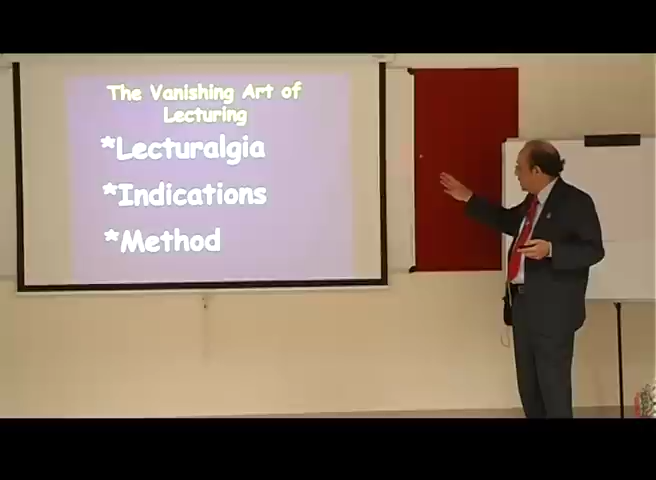 The Vanishing Art of
Lecturing
*Lecturalgia
*Indications
*Method